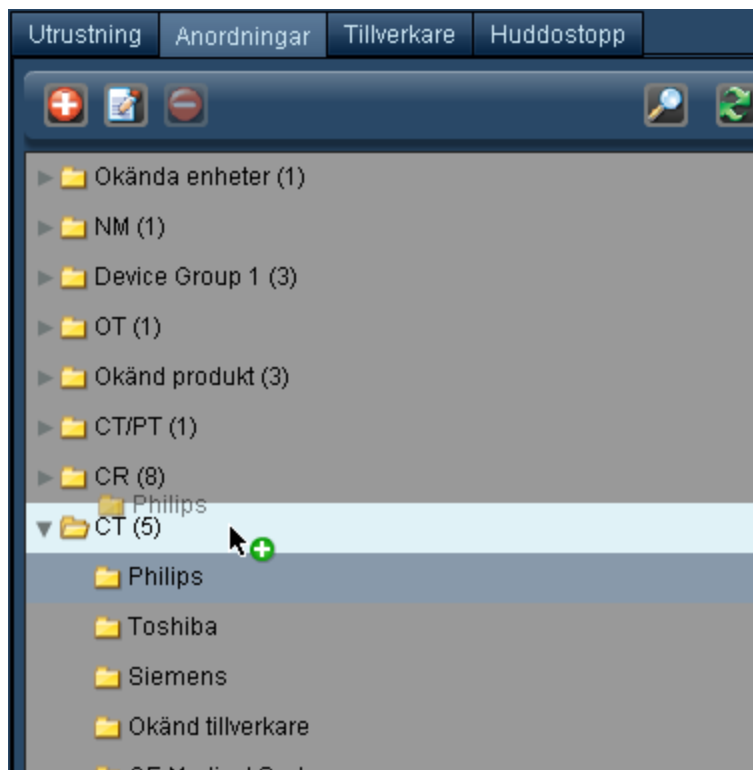 Utrustning Anordningar Tillverkare Huddostopp
Okända enheter (1)
NM (1)
Device Group 1 (3)
OT (1)
Okänd produkt (3)
CT/PT (1)
CR (8)
Philips
CT (5)
Philips
Toshiba
Siemens
Okänd tillverkare